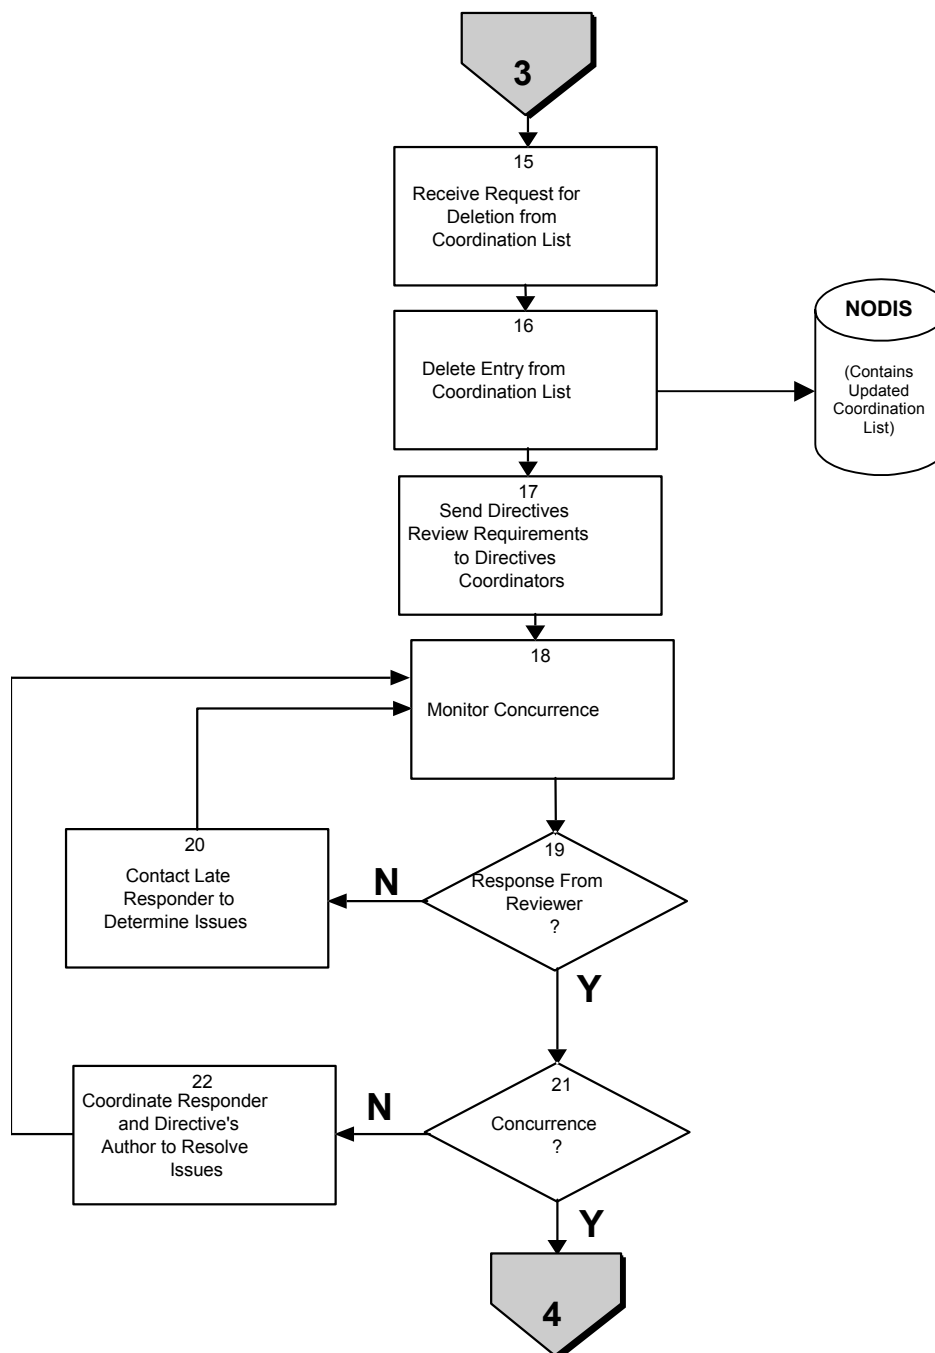 3
15
Receive Request for
Deletion from
Coordination List
16
Delete Entry from
Coordination List
NODIS
(Contains
Updated
Coordination
List)
17
Send Directives
Review Requirements
to Directives
Coordinators
18
Monitor Concurrence
19
Response From
Reviewer
?
N
20
Contact Late
Responder to
Determine Issues
Y
21
Concurrence
?
N
22
Coordinate Responder
and Directive's
Author to Resolve
Issues
Y
4